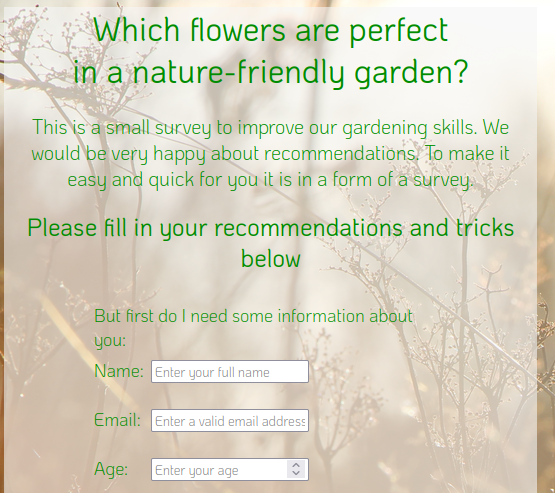 Which flowers are perfect
in a nature-friendly garden?
This is a small survey to improve our gardening skills. We
would be very happy about recommendations. To make it
easy and quick for you it is in a form of a survey.
Please fill in your recommendations and tricks
below
But first do I need some information about
you:
Name: Enter your full name
Email: Enter a valid email address
Age: Enter your age